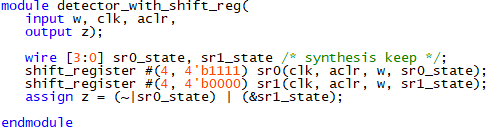 module detector_with_shift_reg(
input w, clk, aclr,
output z);
wire [3:0] sr0_state, sr1_state /* synthesis keep */;
shift_register #(4, 4'b1111) sr0(clk, aclr, w, sr0_state);
shift_register #(4, 4'b0000) sr1(clk, aclr, w, sr1_state);
assign z = (~|sr0_state) | (&sr1_state);
endmodule